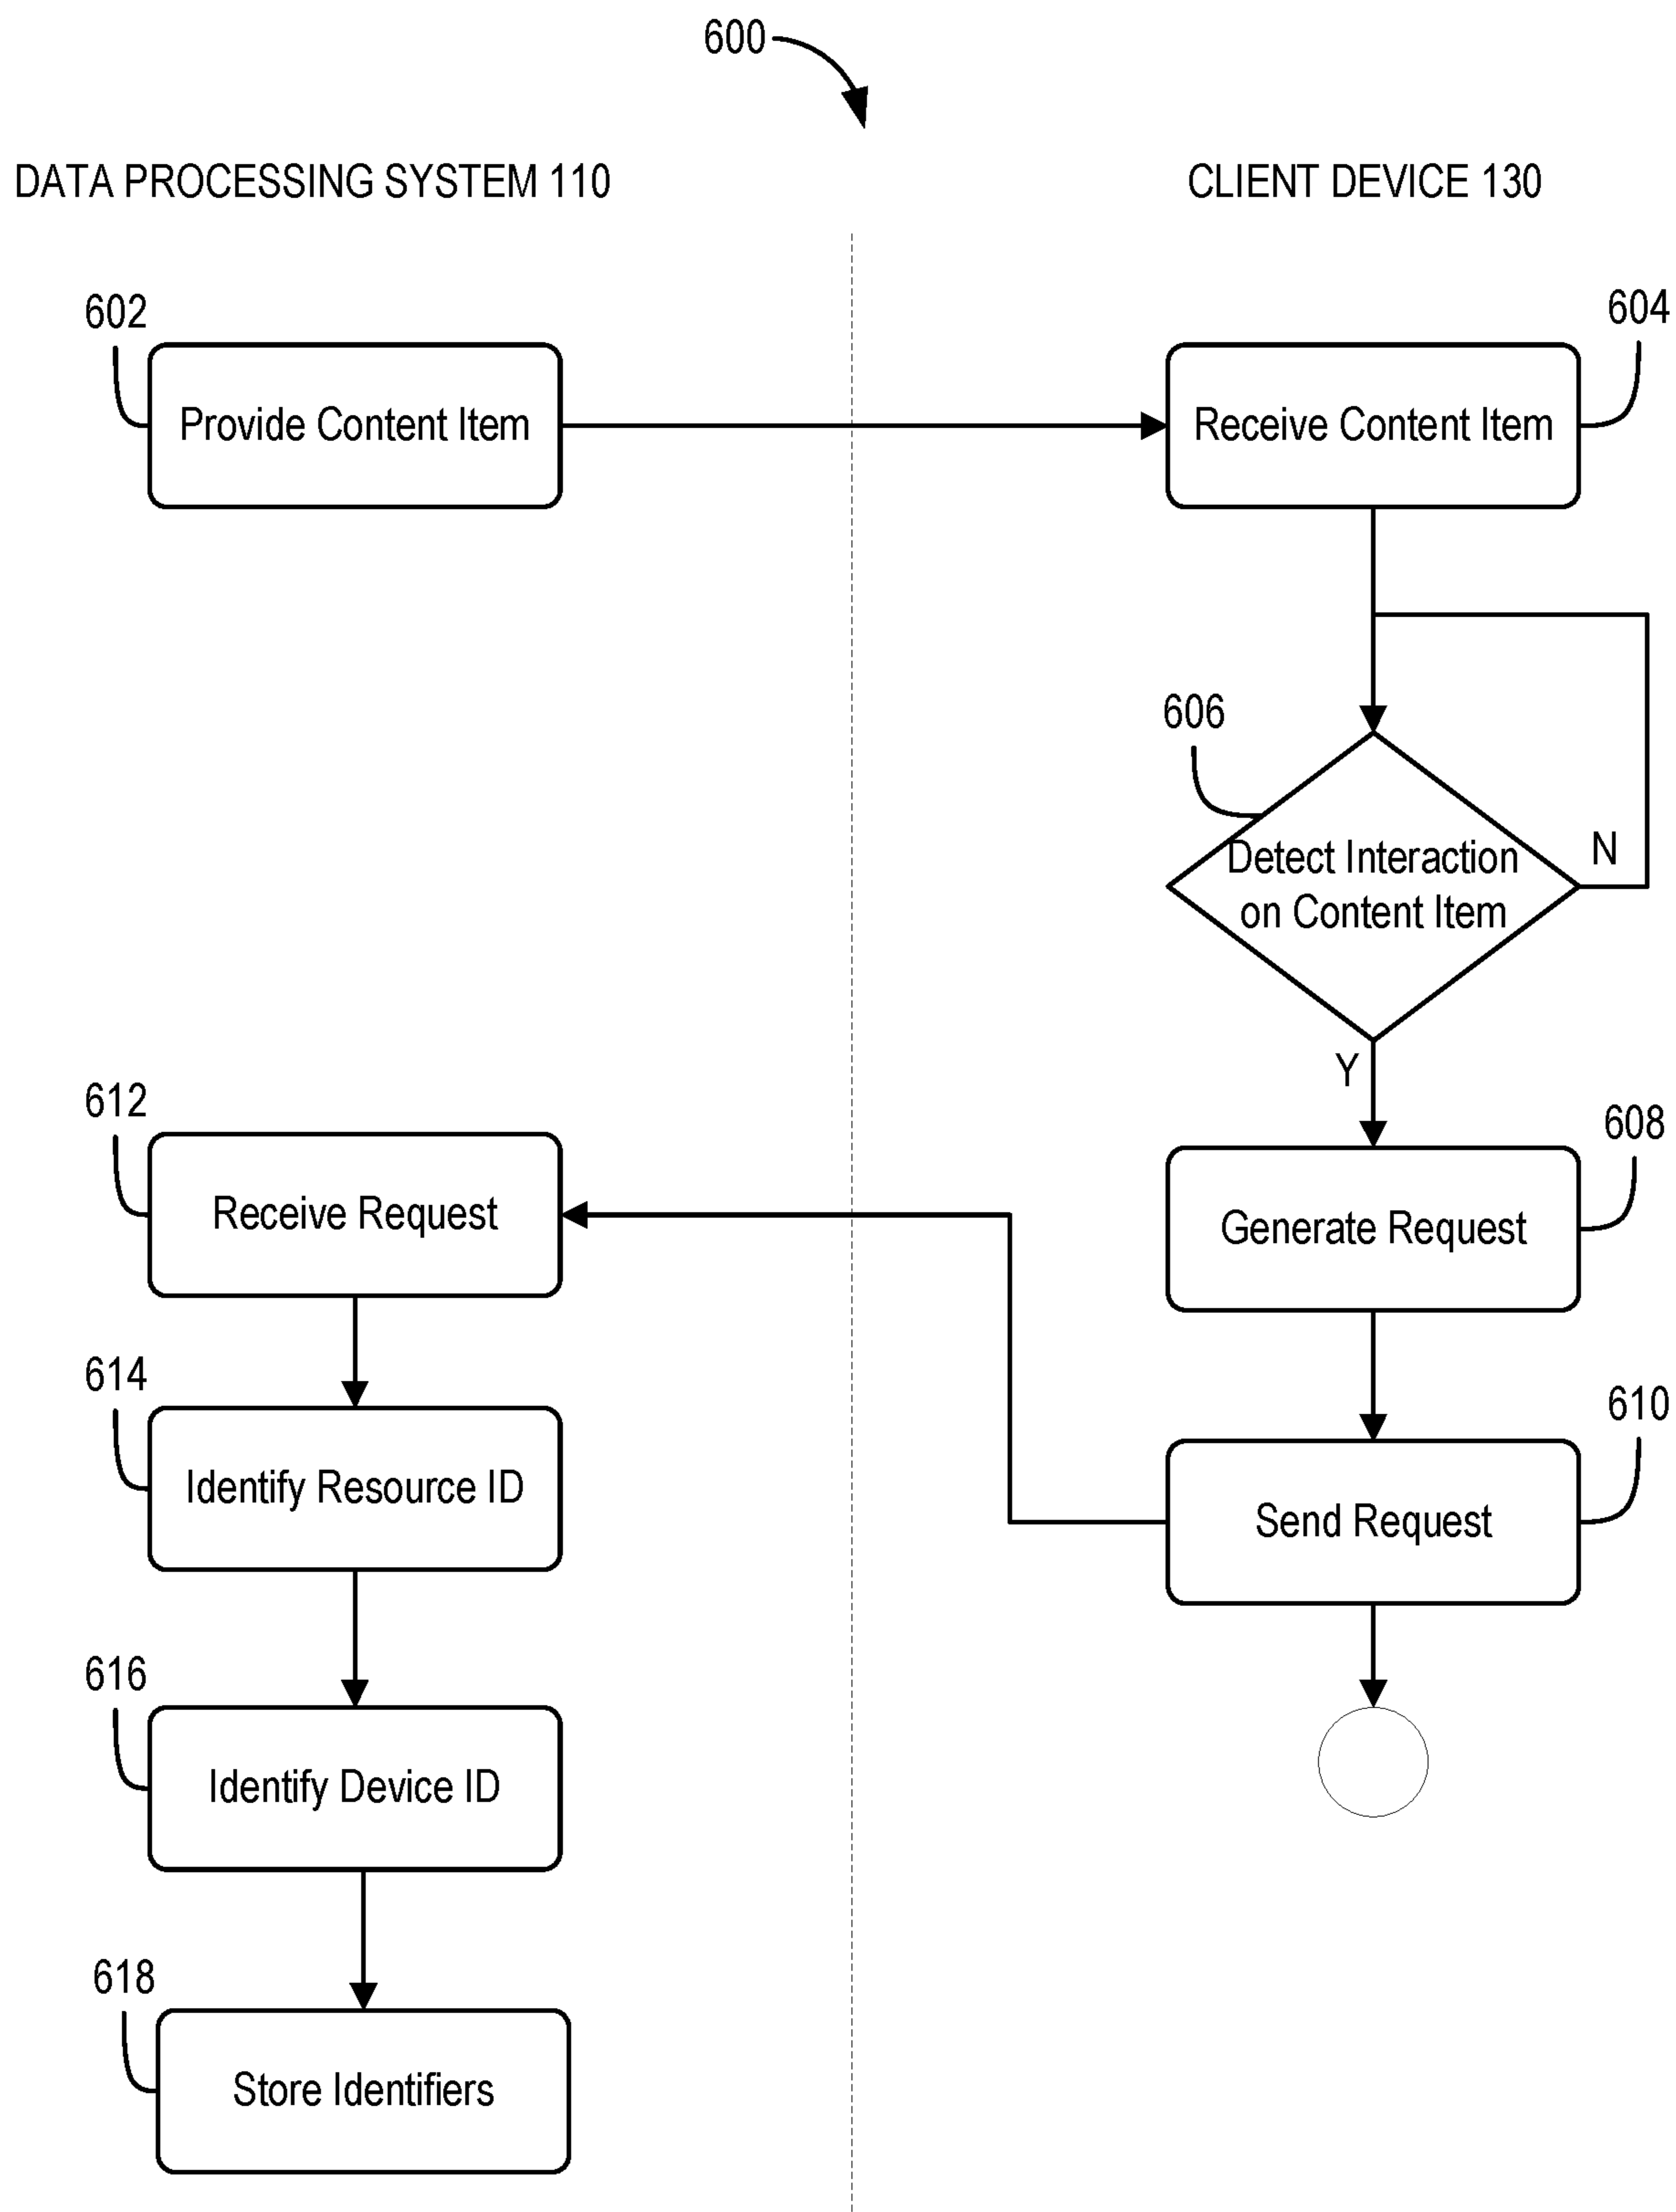 600
DATA PROCESSING SYSTEM 110
CLIENT DEVICE 130
602
Provide Content Item
604
Receive Content Item
606
Detect Interaction
on Content Item
N
Y
608
Generate Request
610
Send Request
612
Receive Request
614
Identify Resource ID
616
Identify Device ID
618
Store Identifiers